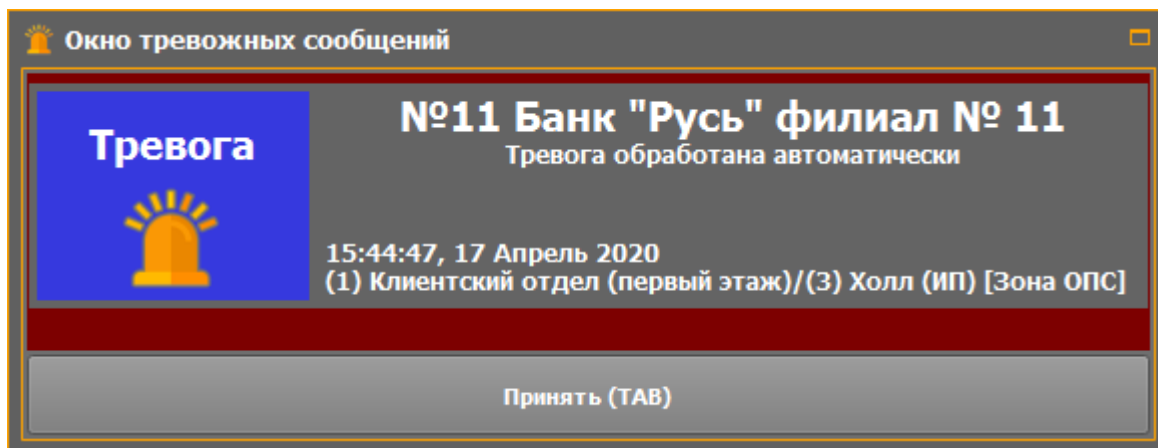 Окно тревожных сообщений
Тревога
№11 Банк "Русь" филиал № 11
Тревога обработана автоматически
15:44:47, 17 Апрель 2020
(1) Клиентский отдел (первый этаж)/(3) Холл (ИП) [Зона ОПС]
Принять (TAB)